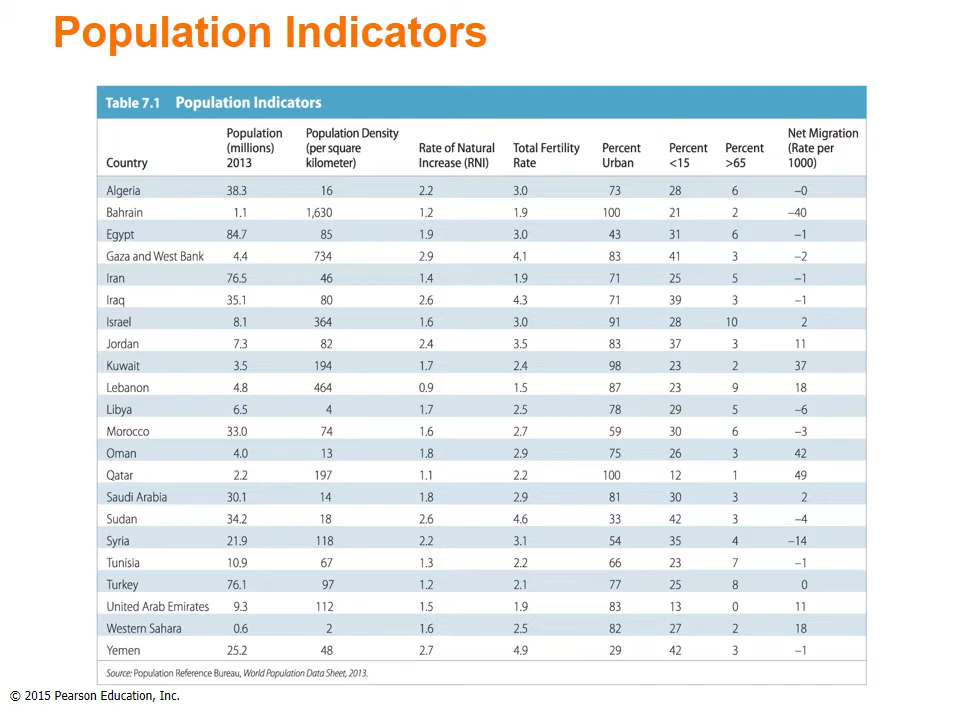 Population Indicators
Table 7.1 Population Indicators
Country Population (millions) 2013 Population Density (per square kilometer) Rate of Natural Increase (RNI) Total Fertility Rate Percent Urban Percent <15 Percent >65 Net Migration (Rate per 1000)
Algeria 38.3 16 2.2 3.0 73 28 6 –0
Bahrain 1.1 1,630 1.2 1.9 100 21 2 –40
Egypt 84.7 85 1.9 3.0 43 31 6 –1
Gaza and West Bank 4.4 734 2.9 4.1 83 41 3 –2
Iran 76.5 46 1.4 1.9 71 25 5 –1
Iraq 35.1 80 2.6 4.3 71 39 3 –1
Israel 8.1 364 1.6 3.0 91 28 10 2
Jordan 7.3 82 2.4 3.5 83 37 3 11
Kuwait 3.5 194 1.7 2.4 98 23 2 37
Lebanon 4.8 464 0.9 1.5 87 23 9 18
Libya 6.5 4 1.7 2.5 78 29 5 –6
Morocco 33.0 74 1.6 2.7 59 30 6 –3
Oman 4.0 13 1.8 2.9 75 26 3 42
Qatar 2.2 197 1.1 2.2 100 12 1 49
Saudi Arabia 30.1 14 1.8 2.9 81 30 3 2
Sudan 34.2 18 2.6 4.6 33 42 3 –4
Syria 21.9 118 2.2 3.1 54 35 4 –14
Tunisia 10.9 67 1.3 2.2 66 23 7 –1
Turkey 76.1 97 1.2 2.1 77 25 8 0
United Arab Emirates 9.3 112 1.5 1.9 83 13 0 11
Western Sahara 0.6 2 1.6 2.5 82 27 2 18
Yemen 25.2 48 2.7 4.9 29 42 3 –1
Source: Population Reference Bureau, World Population Data Sheet, 2013.
© 2015 Pearson Education, Inc.